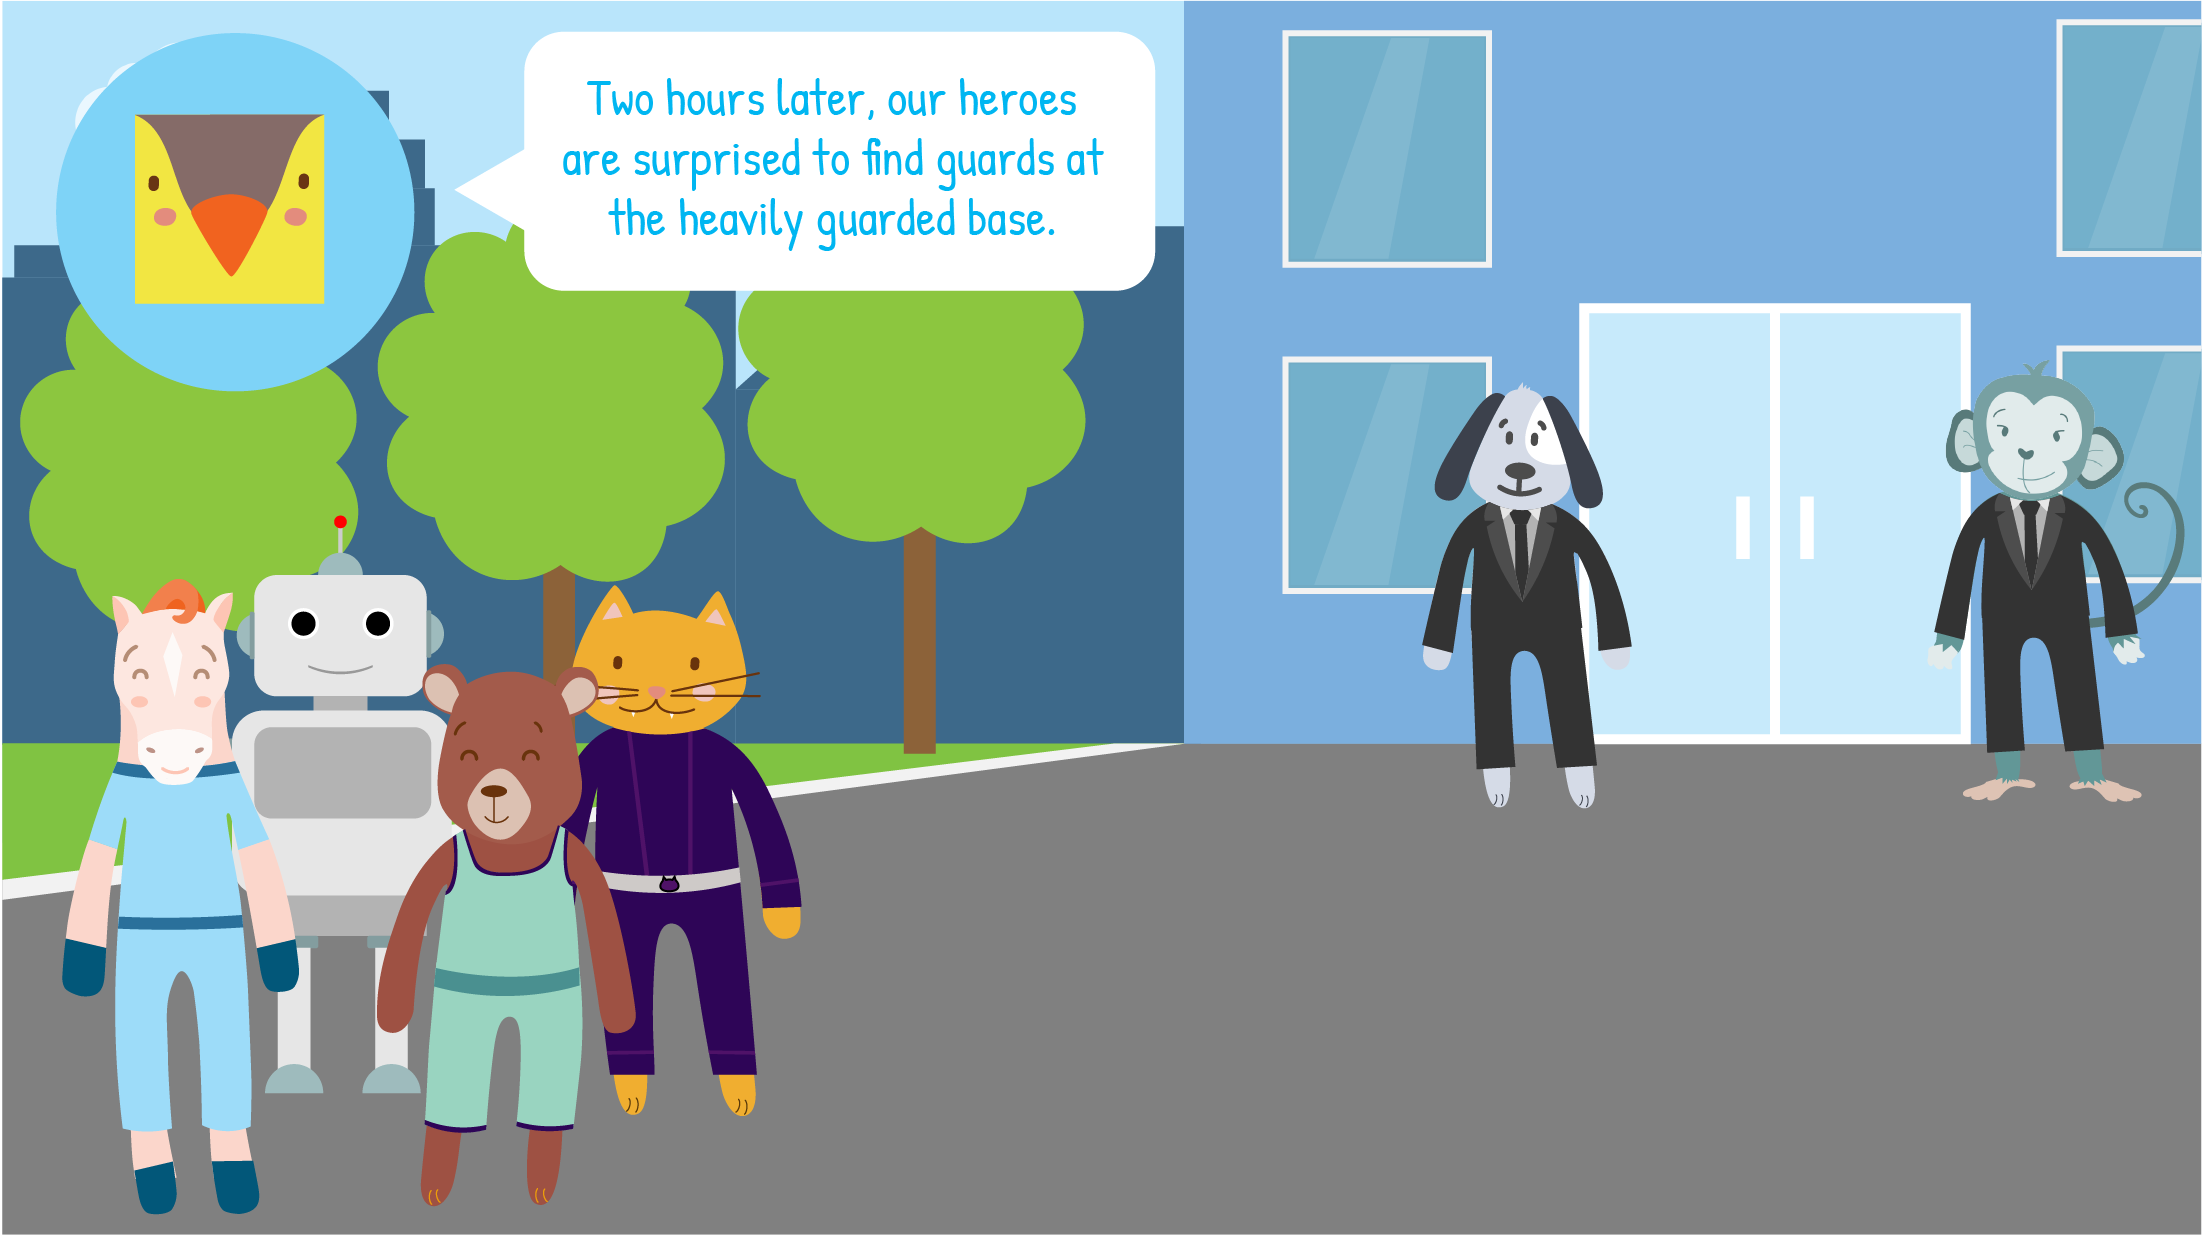 Two hours later, our heroes
are surprised to find guards at
the heavily guarded base.